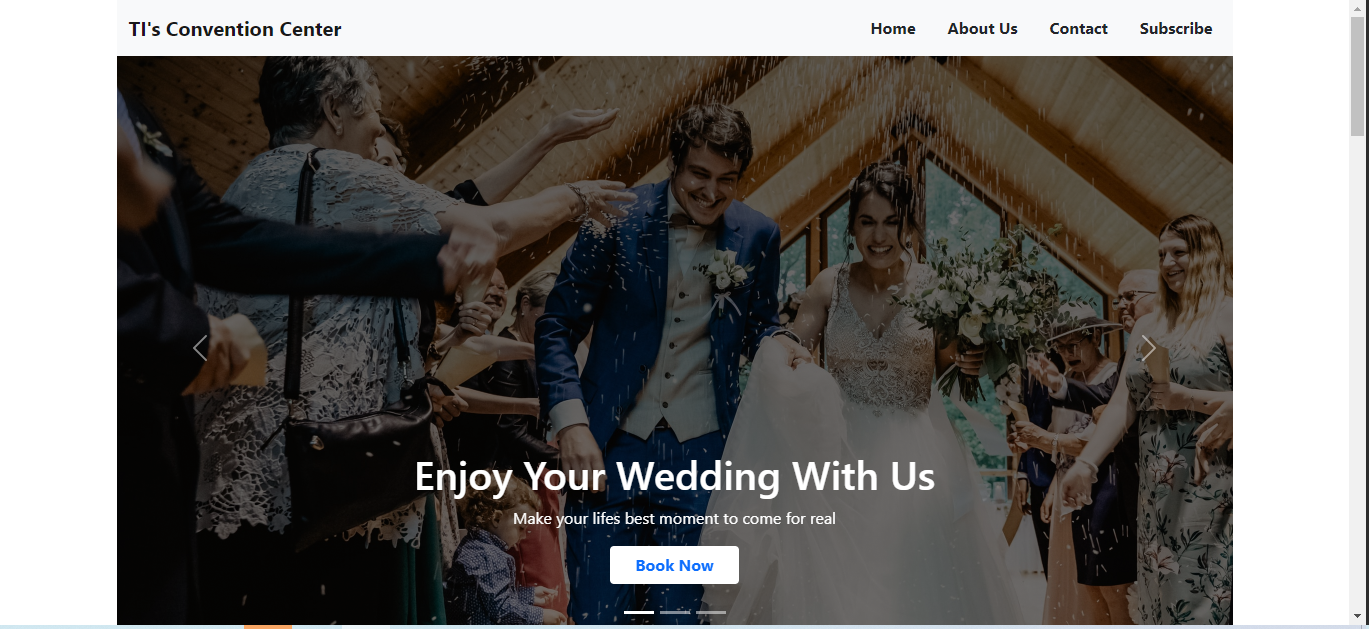 TI's Convention Center
Home About Us Contact Subscribe
Enjoy Your Wedding With Us
Make your lifes best moment to come for real
Book Now